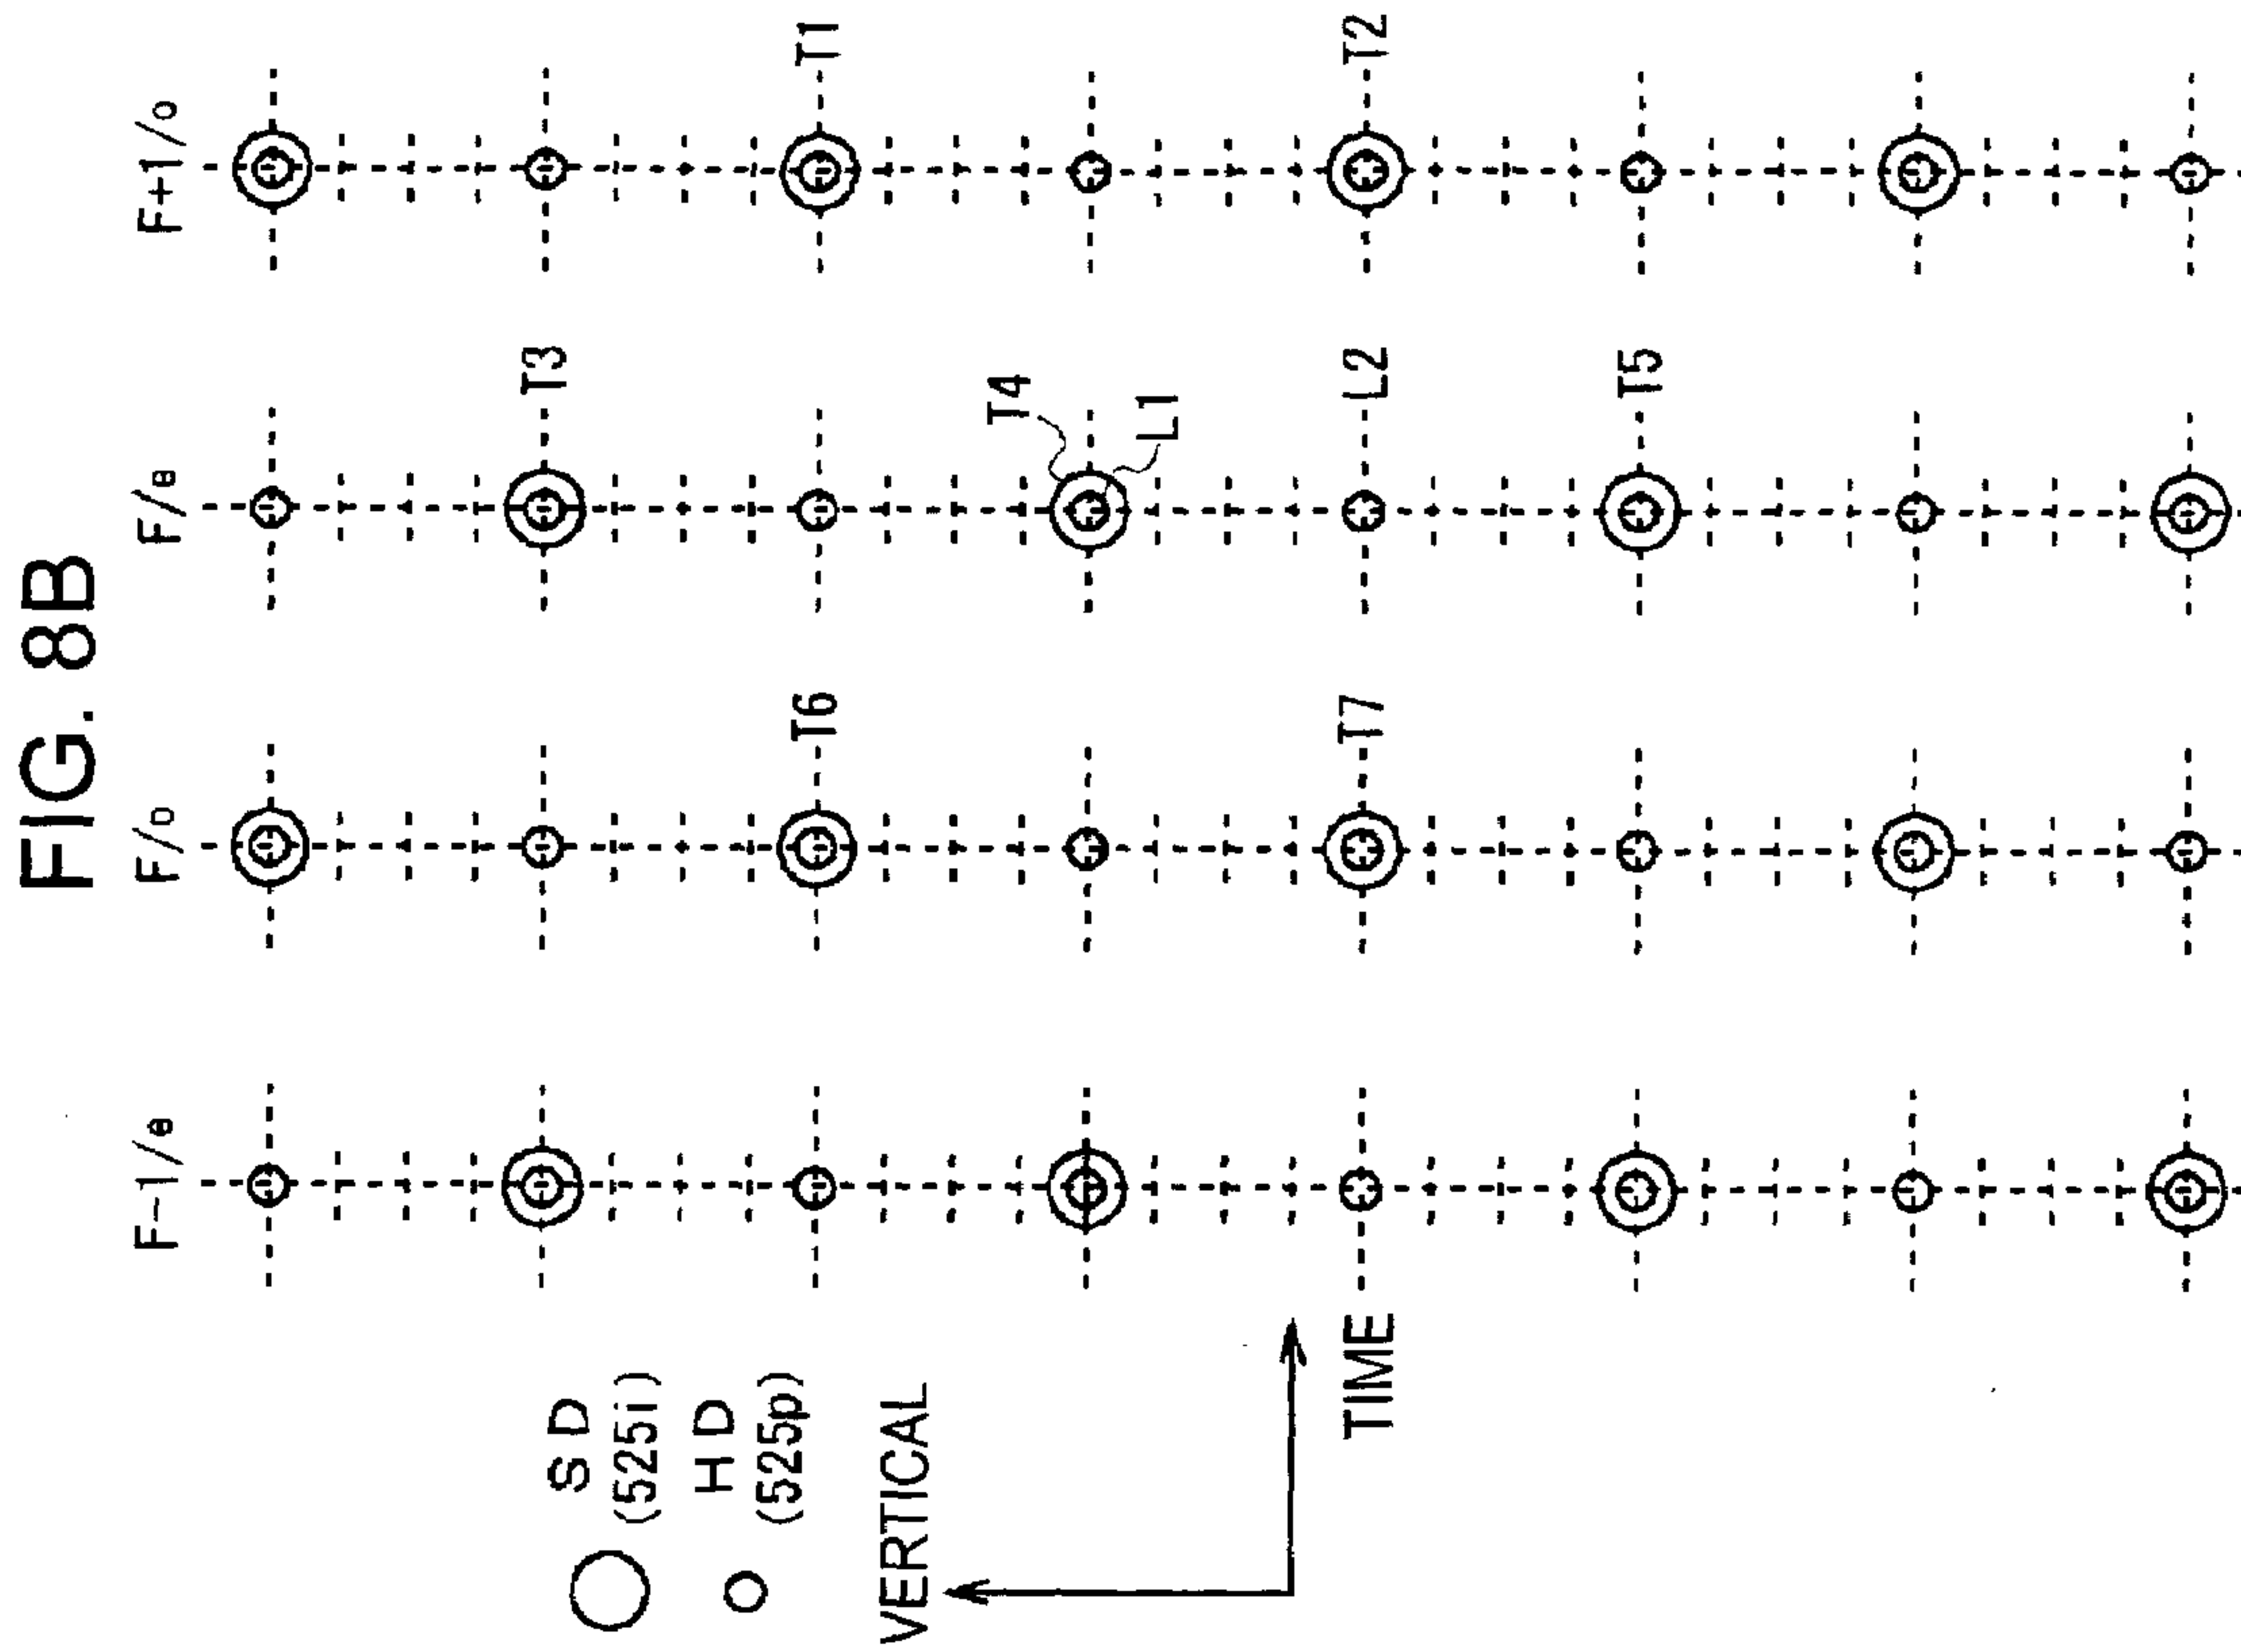 FIG. 8B
F-1/e
F/o
F/e
F+1/o
SD
(525i)
HD
(525p)
VERTICAL
TIME
T6
T7
T3
T4
L1
L2
T5
T1
T2